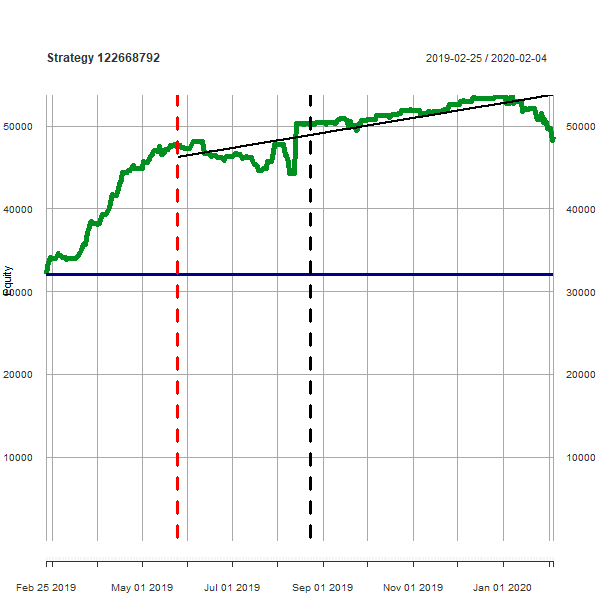 Strategy 122668792
2019-02-25 / 2020-02-04
50000
50000
40000
40000
Equity
30000
30000
20000
20000
10000
10000
Feb 25 2019
May 01 2019
Jul 01 2019
Sep 01 2019
Nov 01 2019
Jan 01 2020